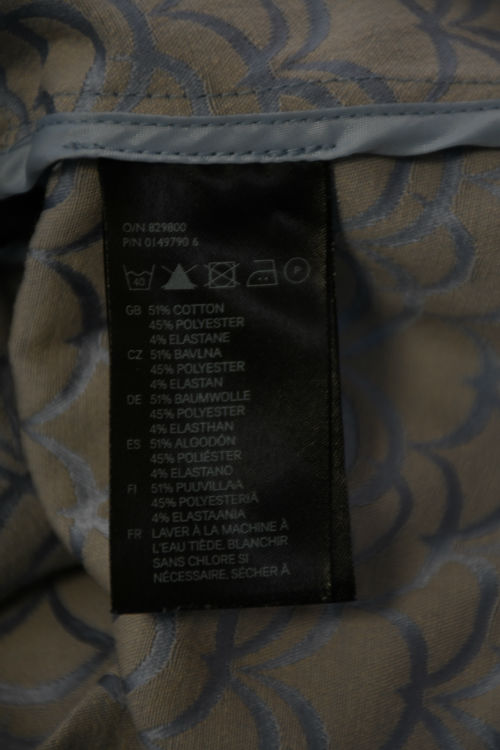 O/N 829800
P/N 0149790 6
40 P
GB 51% COTTON
45% POLYESTER
4% ELASTANE
CZ 51% BAVLNA
45% POLYESTER
4% ELASTAN
DE 51% BAUMWOLLE
45% POLYESTER
4% ELASTHAN
ES 51% ALGODÓN
45% POLIÉSTER
4% ELASTANO
FI 51% PUUVILLAA
45% POLYESTERIÄ
4% ELASTAANIA
FR LAVER À LA MACHINE À
L'EAU TIÈDE, BLANCHIR
SANS CHLORE SI
NÉCESSAIRE, SÉCHER À